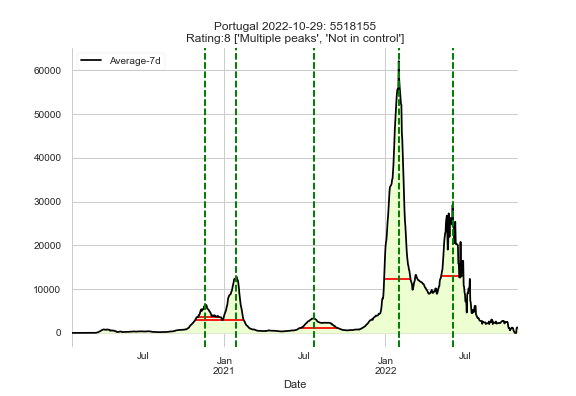 Portugal 2022-10-29: 5518155
Rating:8 ['Multiple peaks', 'Not in control']
Average-7d
60000
50000
40000
30000
20000
10000
0
Jul
Jan
2021
Jul
Jan
2022
Jul
Date